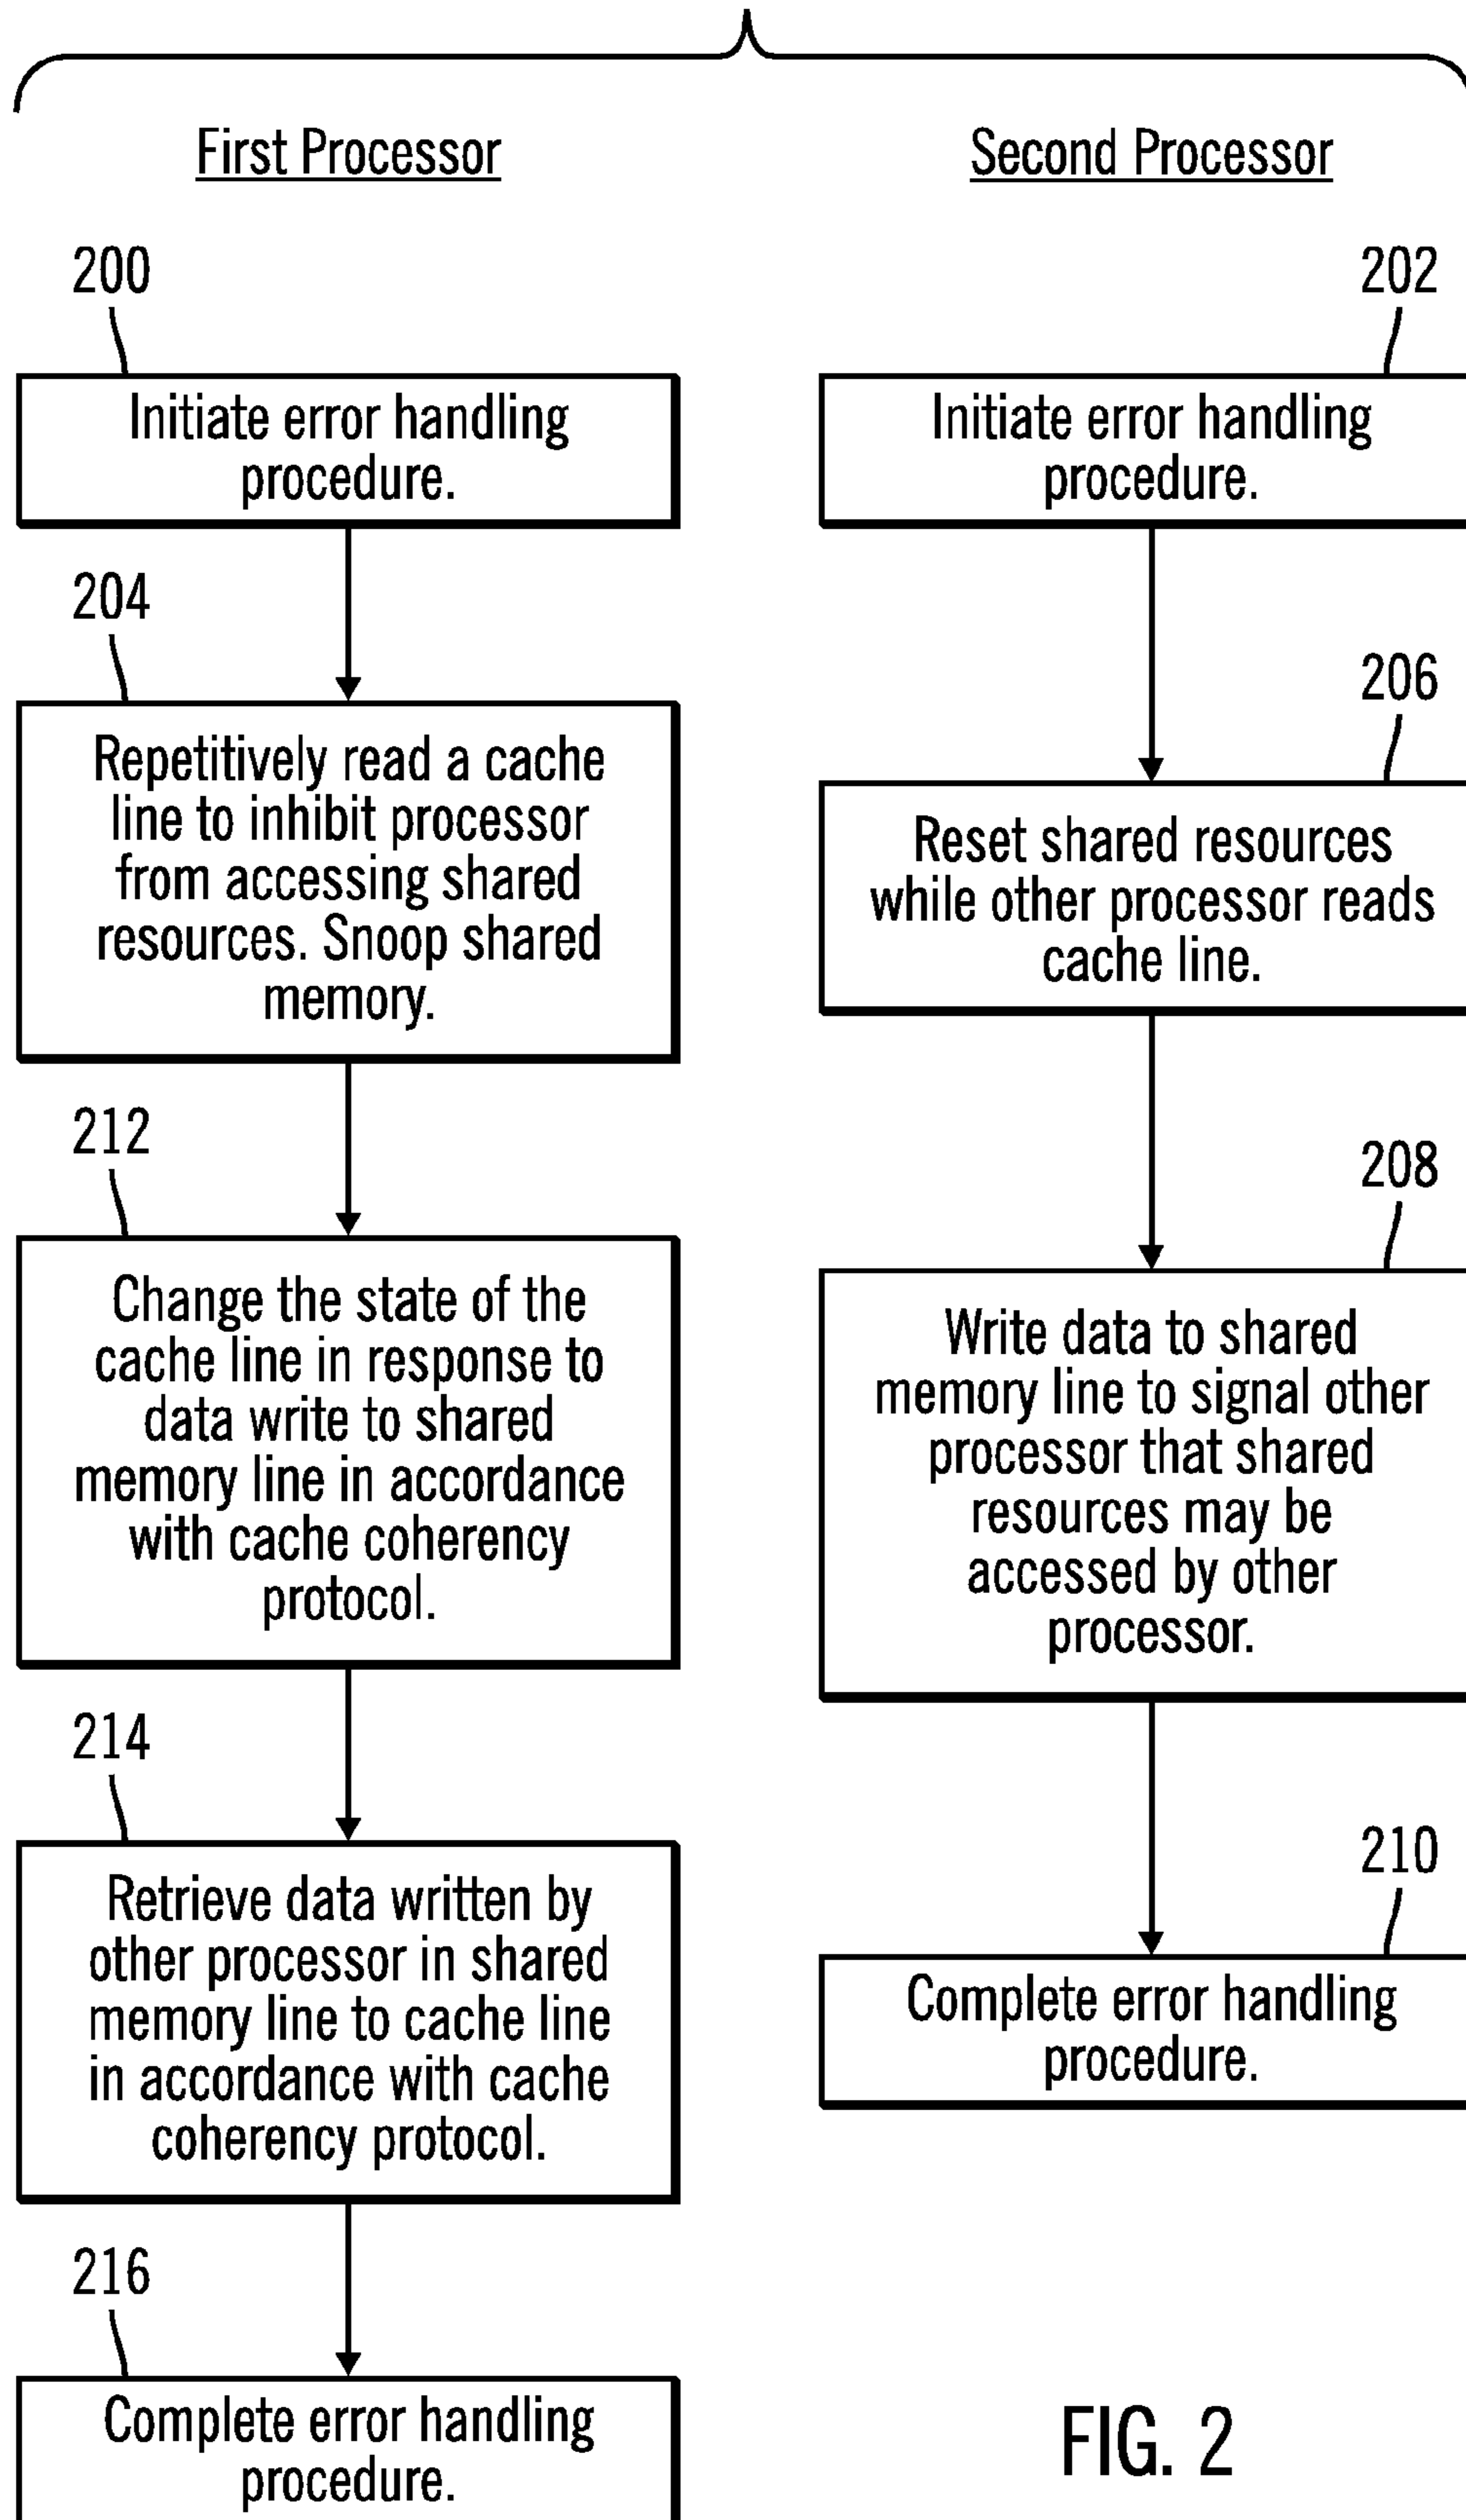 First Processor
200
Initiate error handling
procedure.
204
Repetitively read a cache
line to inhibit processor
from accessing shared
resources. Snoop shared
memory.
212
Change the state of the
cache line in response to
data write to shared
memory line in accordance
with cache coherency
protocol.
214
Retrieve data written by
other processor in shared
memory line to cache line
in accordance with cache
coherency protocol.
216
Complete error handling
procedure.
Second Processor
202
Initiate error handling
procedure.
206
Reset shared resources
while other processor reads
cache line.
208
Write data to shared
memory line to signal other
processor that shared
resources may be
accessed by other
processor.
210
Complete error handling
procedure.
FIG. 2